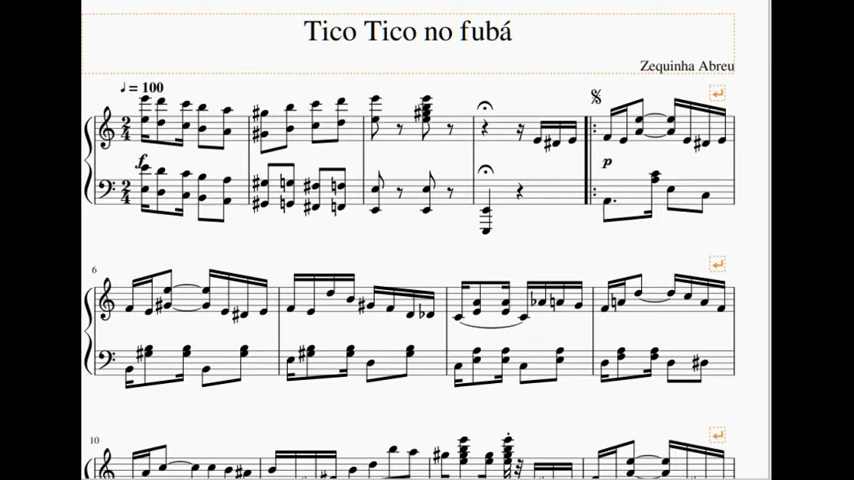 Tico Tico no fubá
Zequinha Abreu
♩ = 100
2
4
f
p
2
4
6
10